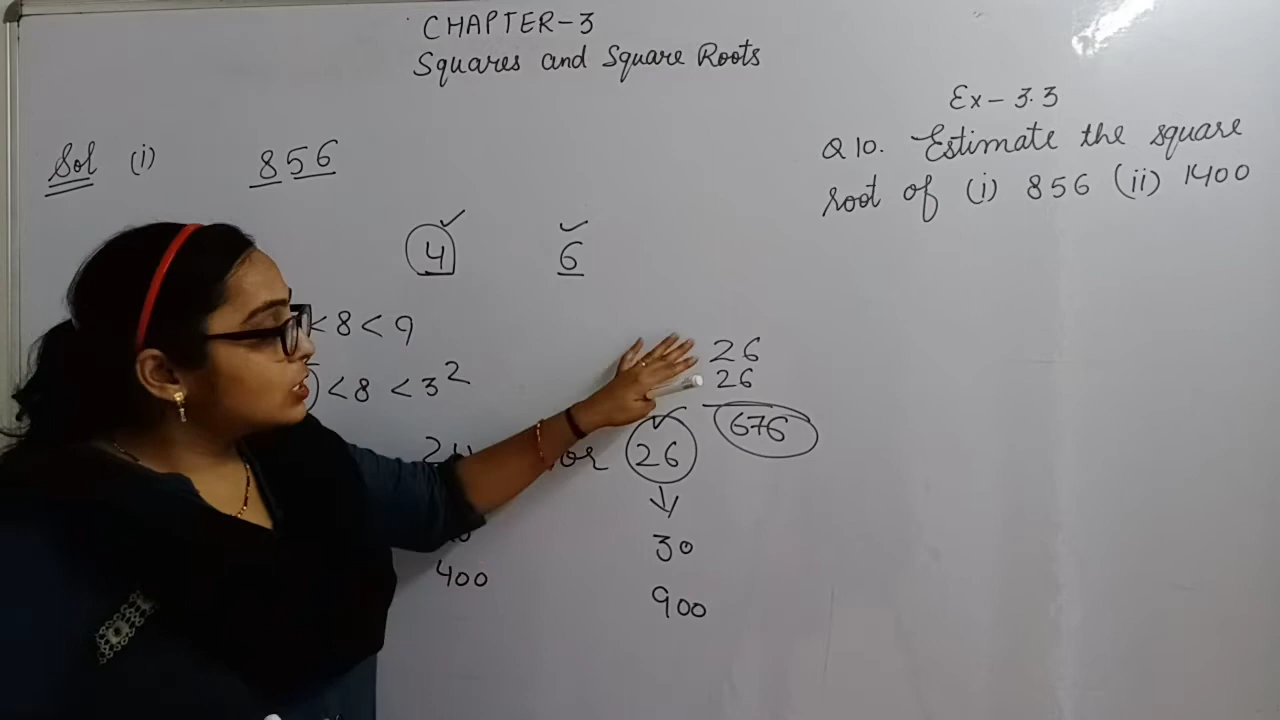 CHAPTER-3
Squares and Square Roots
Ex-3.3
Q10. Estimate the square
root of (i) 856 (ii) 1400
Sol (i) 856
4 6
< 8 < 9
< 8 < 3²
26
26
676
or 26
30
400
900